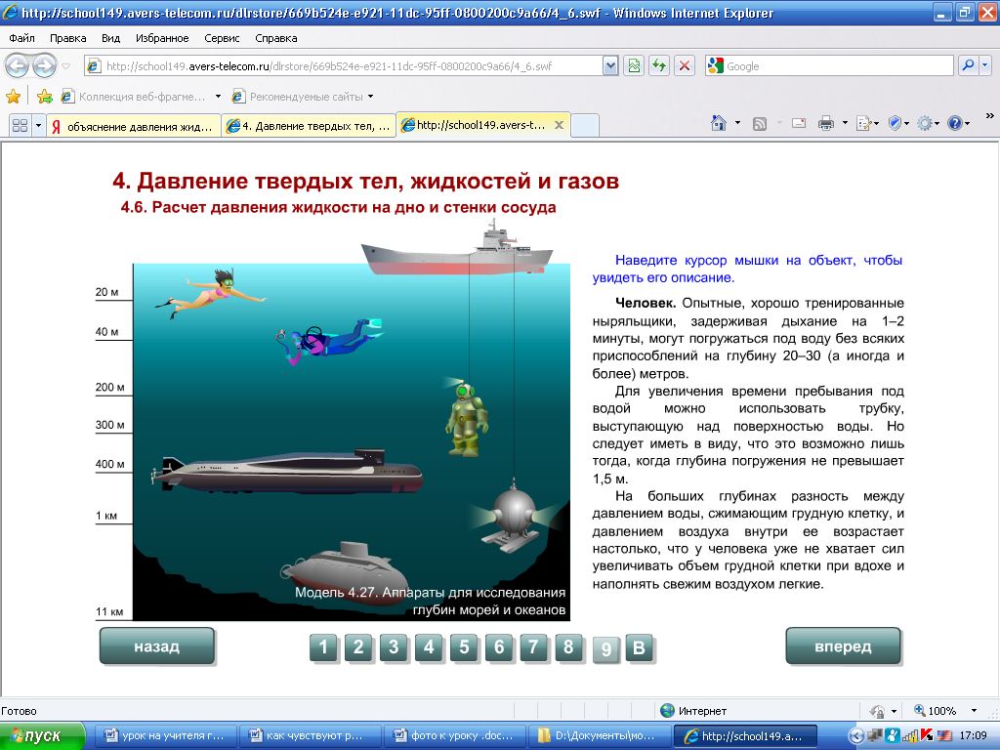 http://school149.avers-telecom.ru/dlrstore/669b524e-e921-11dc-95ff-0800200c9a66/4_6.swf - Windows Internet Explorer
Файл Правка Вид Избранное Сервис Справка
http://school149.avers-telecom.ru/dlrstore/669b524e-e921-11dc-95ff-0800200c9a66/4_6.swf
Google
Коллекция веб-фрагме... Рекомендуемые сайты
объяснение давления жид... 4. Давление твердых тел, ... http://school149.avers-t...
4. Давление твердых тел, жидкостей и газов
4.6. Расчет давления жидкости на дно и стенки сосуда
20 м
40 м
200 м
300 м
400 м
1 км
11 км
Модель 4.27. Аппараты для исследования
глубин морей и океанов
Наведите курсор мышки на объект, чтобы
увидеть его описание.
Человек. Опытные, хорошо тренированные
ныряльщики, задерживая дыхание на 1–2
минуты, могут погружаться под воду без всяких
приспособлений на глубину 20–30 (а иногда и
более) метров.
Для увеличения времени пребывания под
водой можно использовать трубку,
выступающую над поверхностью воды. Но
следует иметь в виду, что это возможно лишь
тогда, когда глубина погружения не превышает
1,5 м.
На больших глубинах разность между
давлением воды, сжимающим грудную клетку, и
давлением воздуха внутри ее возрастает
настолько, что у человека уже не хватает сил
увеличивать объем грудной клетки при вдохе и
наполнять свежим воздухом легкие.
назад 1 2 3 4 5 6 7 8 9 В вперед
Готово Интернет 100%
пуск урок на учителя г... как чувствуют р... фото к уроку .doc... D:\Документы\мо... http://school149.a... 17:09